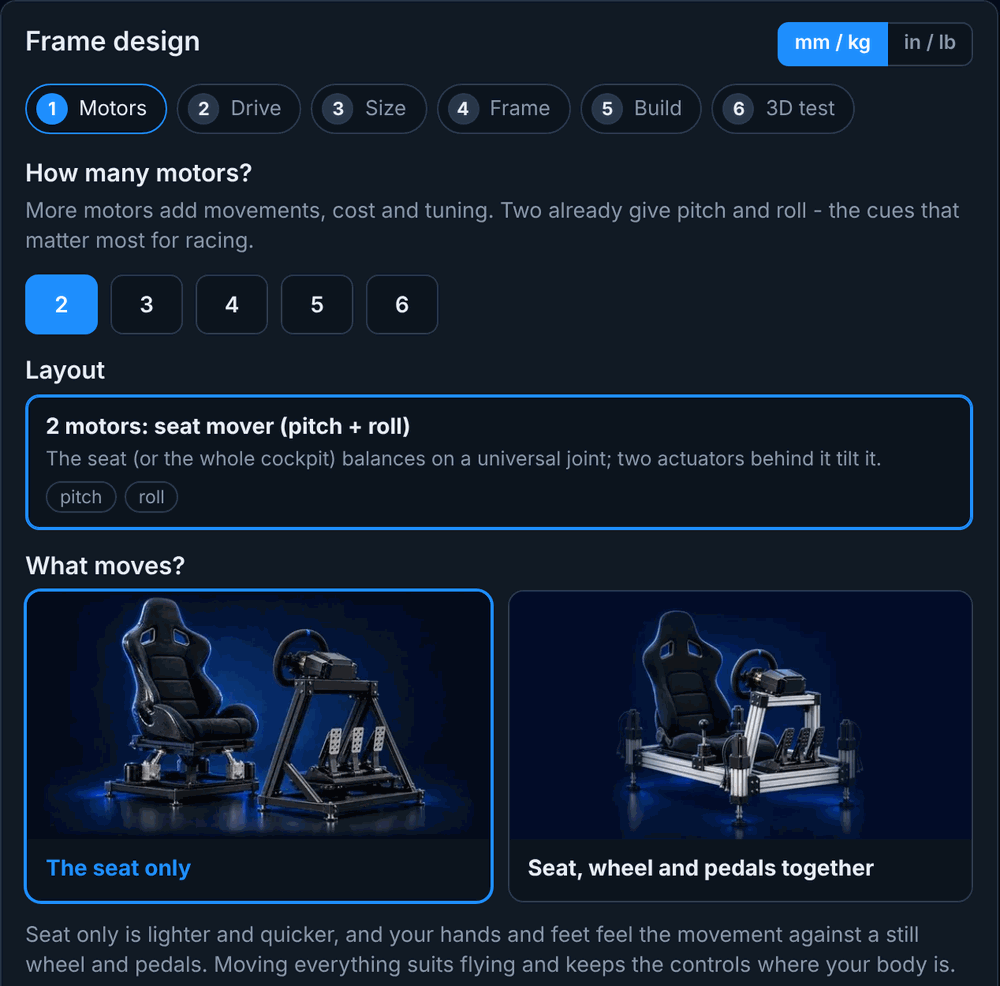 Frame design
mm / kg
in / lb
1 Motors
2 Drive
3 Size
4 Frame
5 Build
6 3D test
How many motors?
More motors add movements, cost and tuning. Two already give pitch and roll - the cues that
matter most for racing.
2
3
4
5
6
Layout
2 motors: seat mover (pitch + roll)
The seat (or the whole cockpit) balances on a universal joint; two actuators behind it tilt it.
pitch
roll
What moves?
The seat only
Seat, wheel and pedals together
Seat only is lighter and quicker, and your hands and feet feel the movement against a still
wheel and pedals. Moving everything suits flying and keeps the controls where your body is.